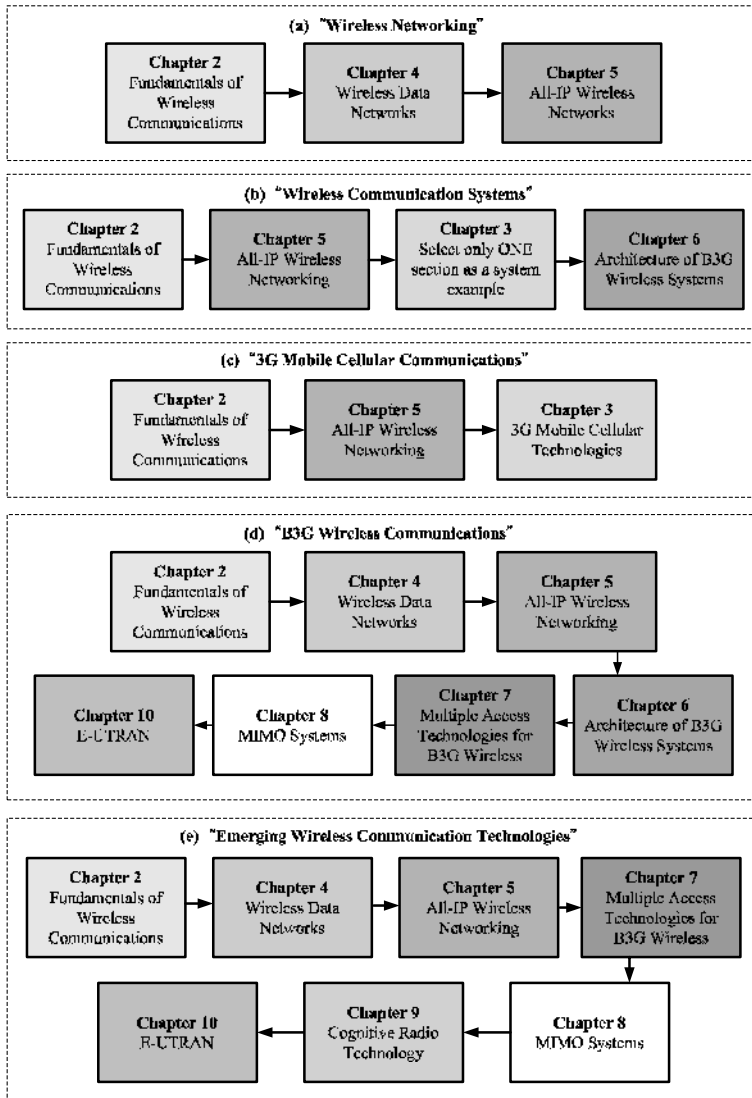 (a) “Wireless Networking”
Chapter 2
Fundamentals of
Wireless
Communications
Chapter 4
Wireless Data
Networks
Chapter 5
All-IP Wireless
Networks
(b) “Wireless Communication Systems”
Chapter 2
Fundamentals of
Wireless
Communications
Chapter 5
All-IP Wireless
Networking
Chapter 3
Select only ONE
section as a system
example
Chapter 6
Architecture of B3G
Wireless Systems
(c) “3G Mobile Cellular Communications”
Chapter 2
Fundamentals of
Wireless
Communications
Chapter 5
All-IP Wireless
Networking
Chapter 3
3G Mobile Cellular
Technologies
(d) “B3G Wireless Communications”
Chapter 2
Fundamentals of
Wireless
Communications
Chapter 4
Wireless Data
Networks
Chapter 5
All-IP Wireless
Networking
Chapter 6
Architecture of B3G
Wireless Systems
Chapter 7
Multiple Access
Technologies for
B3G Wireless
Chapter 8
MIMO Systems
Chapter 10
E-UTRAN
(e) “Emerging Wireless Communication Technologies”
Chapter 2
Fundamentals of
Wireless
Communications
Chapter 4
Wireless Data
Networks
Chapter 5
All-IP Wireless
Networking
Chapter 7
Multiple Access
Technologies for
B3G Wireless
Chapter 8
MIMO Systems
Chapter 9
Cognitive Radio
Technology
Chapter 10
E-UTRAN